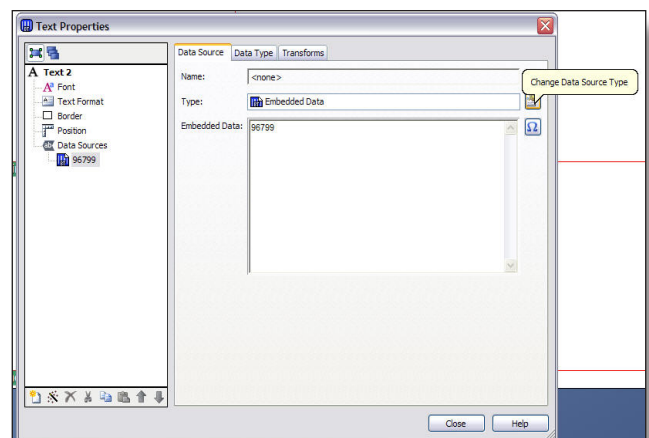 Text Properties
Data Source Data Type Transforms
A Text 2
Font
Text Format
Border
Position
Data Sources
96799
Name: <none>
Change Data Source Type
Type: Embedded Data
Embedded Data: 96799
Ω
Close Help